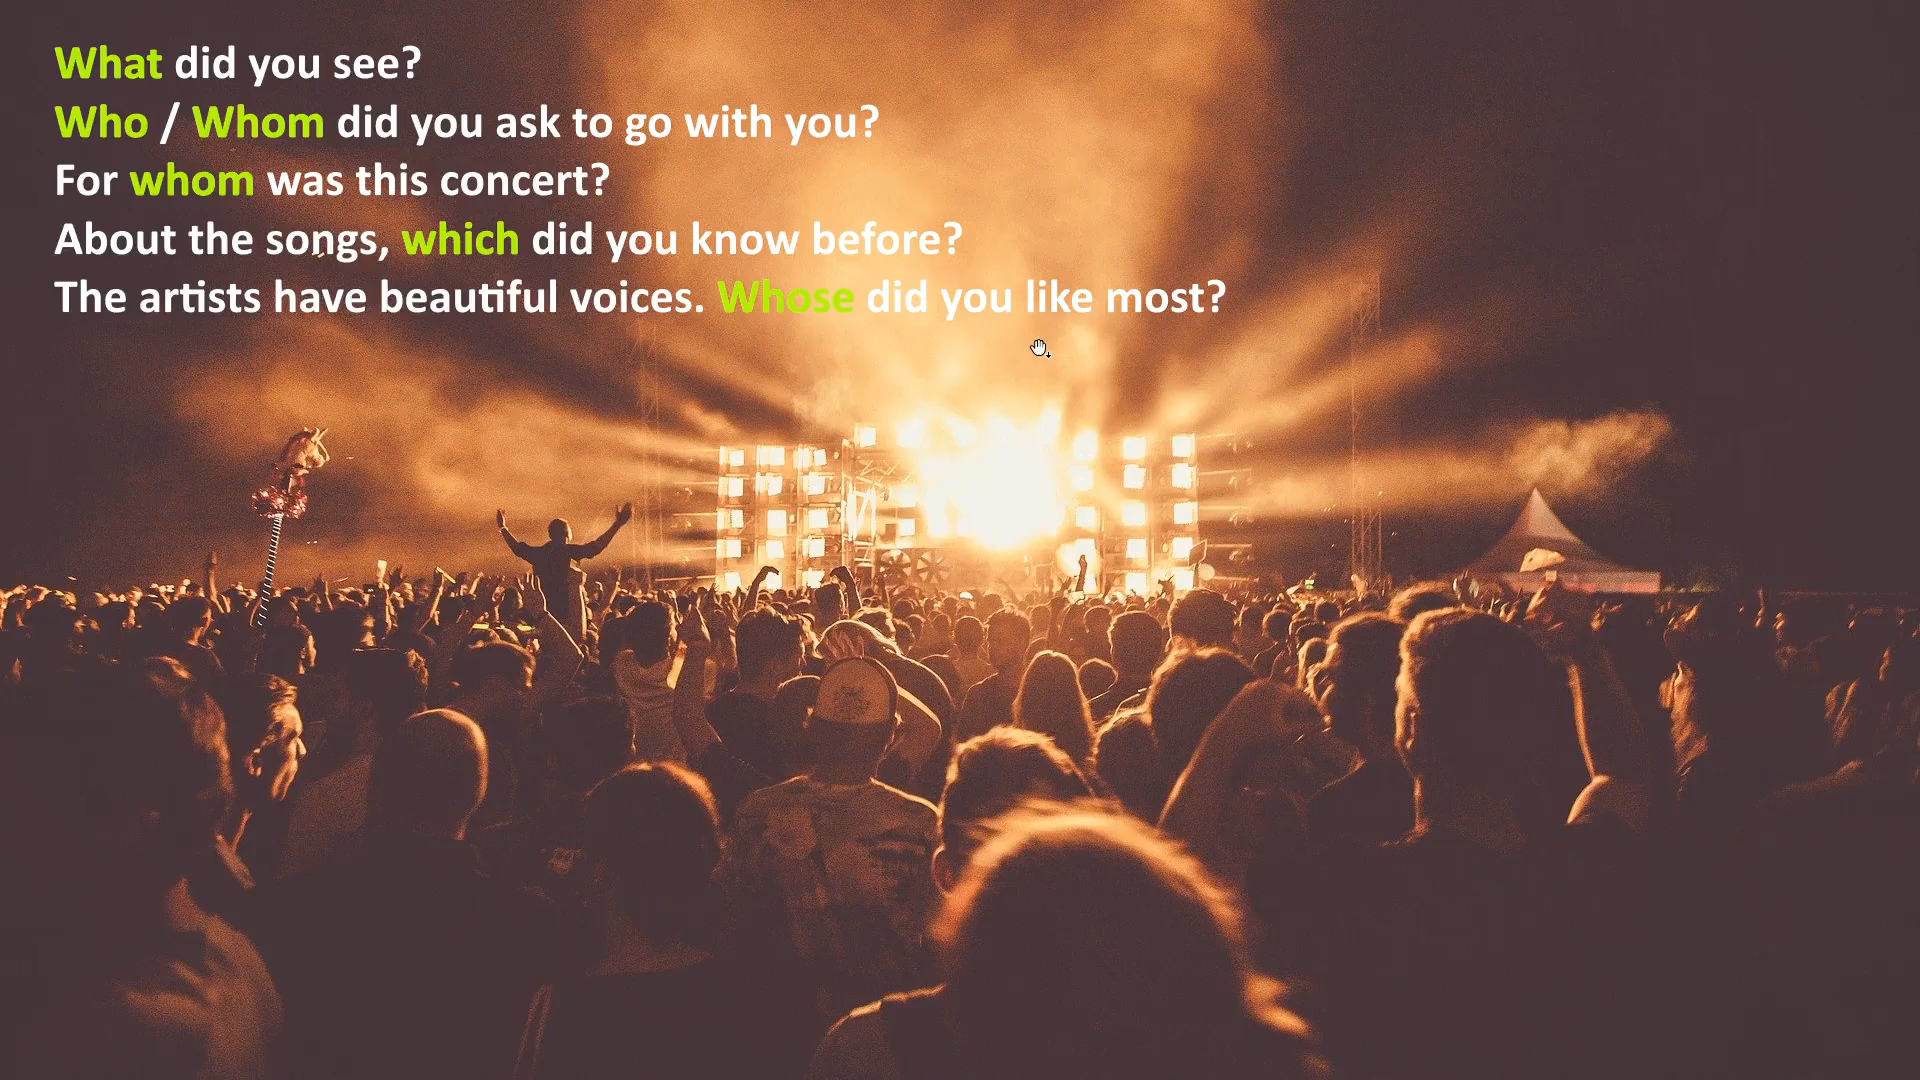 What did you see?
Who / Whom did you ask to go with you?
For whom was this concert?
About the songs, which did you know before?
The artists have beautiful voices. Whose did you like most?